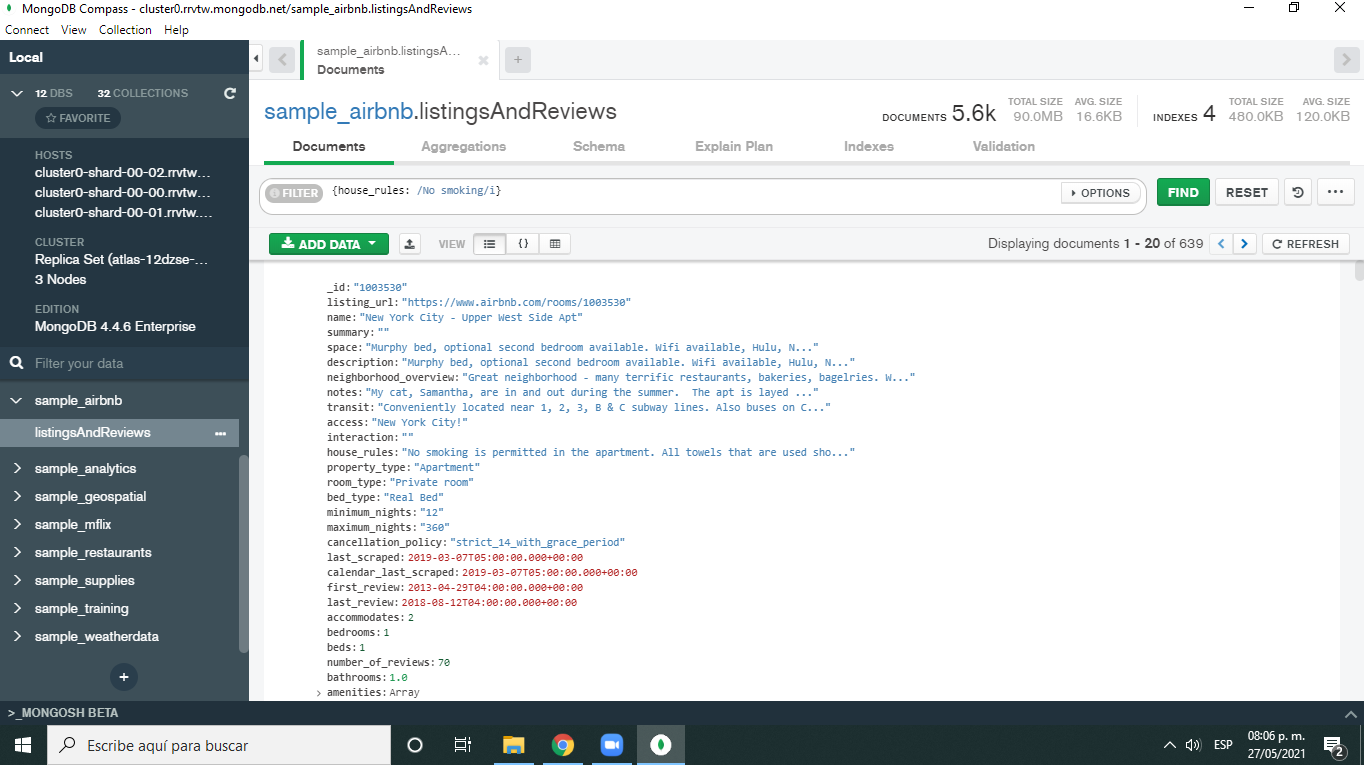 MongoDB Compass - cluster0.rrvtw.mongodb.net/sample_airbnb.listingsAndReviews
Connect View Collection Help
Local
12 DBS 32 COLLECTIONS
FAVORITE
HOSTS
cluster0-shard-00-02.rrvtw...
cluster0-shard-00-00.rrvtw...
cluster0-shard-00-01.rrvtw....
CLUSTER
Replica Set (atlas-12dzse-...
3 Nodes
EDITION
MongoDB 4.4.6 Enterprise
Filter your data
sample_airbnb
listingsAndReviews
sample_analytics
sample_geospatial
sample_mflix
sample_restaurants
sample_supplies
sample_training
sample_weatherdata
sample_airbnb.listingsA...
Documents
sample_airbnb.listingsAndReviews
DOCUMENTS 5.6k TOTAL SIZE 90.0MB AVG. SIZE 16.6KB INDEXES 4 TOTAL SIZE 480.0KB AVG. SIZE 120.0KB
Documents Aggregations Schema Explain Plan Indexes Validation
FILTER {house_rules: /No smoking/i} OPTIONS FIND RESET
ADD DATA VIEW { } Displaying documents 1 - 20 of 639 REFRESH
_id: "1003530"
listing_url: "https://www.airbnb.com/rooms/1003530"
name: "New York City - Upper West Side Apt"
summary: ""
space: "Murphy bed, optional second bedroom available. Wifi available, Hulu, N..."
description: "Murphy bed, optional second bedroom available. Wifi available, Hulu, N..."
neighborhood_overview: "Great neighborhood - many terrific restaurants, bakeries, bagelries. W..."
notes: "My cat, Samantha, are in and out during the summer.  The apt is layed ..."
transit: "Conveniently located near 1, 2, 3, B & C subway lines. Also buses on C..."
access: "New York City!"
interaction: ""
house_rules: "No smoking is permitted in the apartment. All towels that are used sho..."
property_type: "Apartment"
room_type: "Private room"
bed_type: "Real Bed"
minimum_nights: "12"
maximum_nights: "360"
cancellation_policy: "strict_14_with_grace_period"
last_scraped: 2019-03-07T05:00:00.000+00:00
calendar_last_scraped: 2019-03-07T05:00:00.000+00:00
first_review: 2013-04-29T04:00:00.000+00:00
last_review: 2018-08-12T04:00:00.000+00:00
accommodates: 2
bedrooms: 1
beds: 1
number_of_reviews: 70
bathrooms: 1.0
amenities: Array
>_MONGOSH BETA
Escribe aquí para buscar
ESP
08:06 p. m.
27/05/2021
2